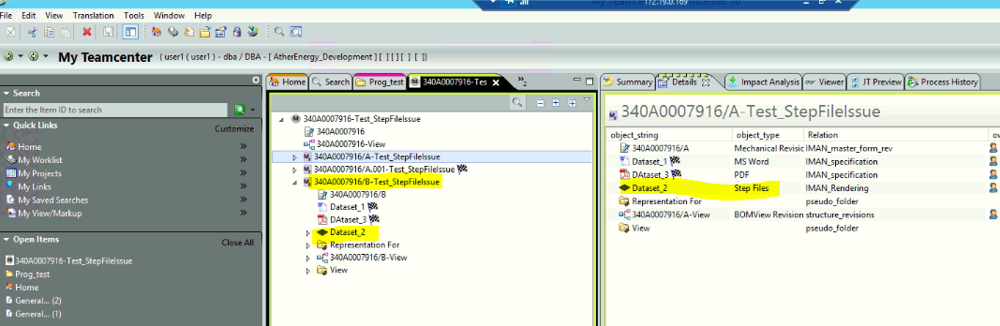 172.19.0.169
File Edit View Translation Tools Window Help
My Teamcenter ( user1 ( user1 ) - dba / DBA - [ AtherEnergy_Development ] [ ] [ ] [ ] [ ])
Search
Enter the Item ID to search
Quick Links Customize
Home
My Worklist
My Projects
My Links
My Saved Searches
My View/Markup
Open Items Close All
340A0007916-Test_StepFileIssue
Prog_test
Home
General... (2)
General... (1)
Home Search Prog_test 340A0007916-Tes
2
340A0007916-Test_StepFileIssue
340A0007916
340A0007916-View
340A0007916/A-Test_StepFileIssue
340A0007916/A.001-Test_StepFileIssue
340A0007916/B-Test_StepFileIssue
340A0007916/B
Dataset_1
DAtaset_3
Dataset_2
Representation For
340A0007916/B-View
View
Summary Details Impact Analysis Viewer JT Preview Process History
340A0007916/A-Test_StepFileIssue
object_string object_type Relation ov
340A0007916/A Mechanical Revisic IMAN_master_form_rev
Dataset_1 MS Word IMAN_specification
DAtaset_3 PDF IMAN_specification
Dataset_2 Step Files IMAN_Rendering
Representation For pseudo_folder
340A0007916/A-View BOMView Revision structure_revisions
View pseudo_folder